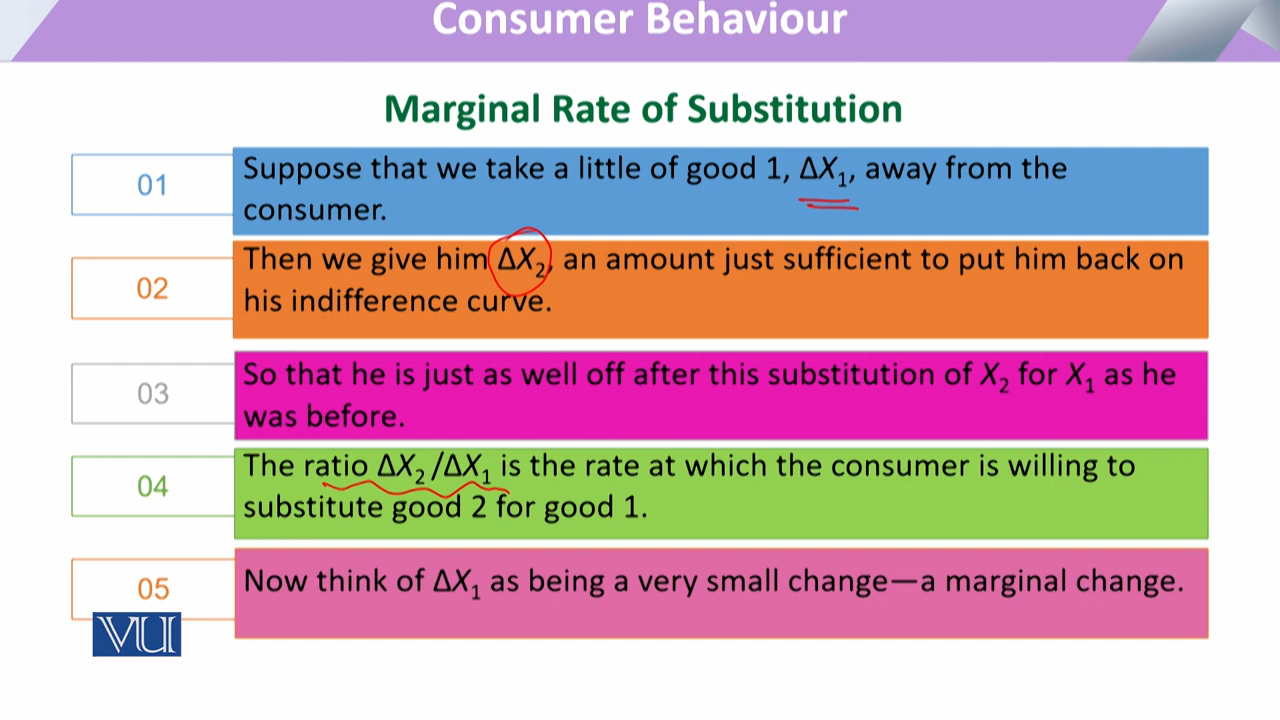 Consumer Behaviour
Marginal Rate of Substitution
01
Suppose that we take a little of good 1, ΔX₁, away from the
consumer.
02
Then we give him ΔX₂, an amount just sufficient to put him back on
his indifference curve.
03
So that he is just as well off after this substitution of X₂ for X₁ as he
was before.
04
The ratio ΔX₂/ΔX₁ is the rate at which the consumer is willing to
substitute good 2 for good 1.
05
Now think of ΔX₁ as being a very small change—a marginal change.
VU